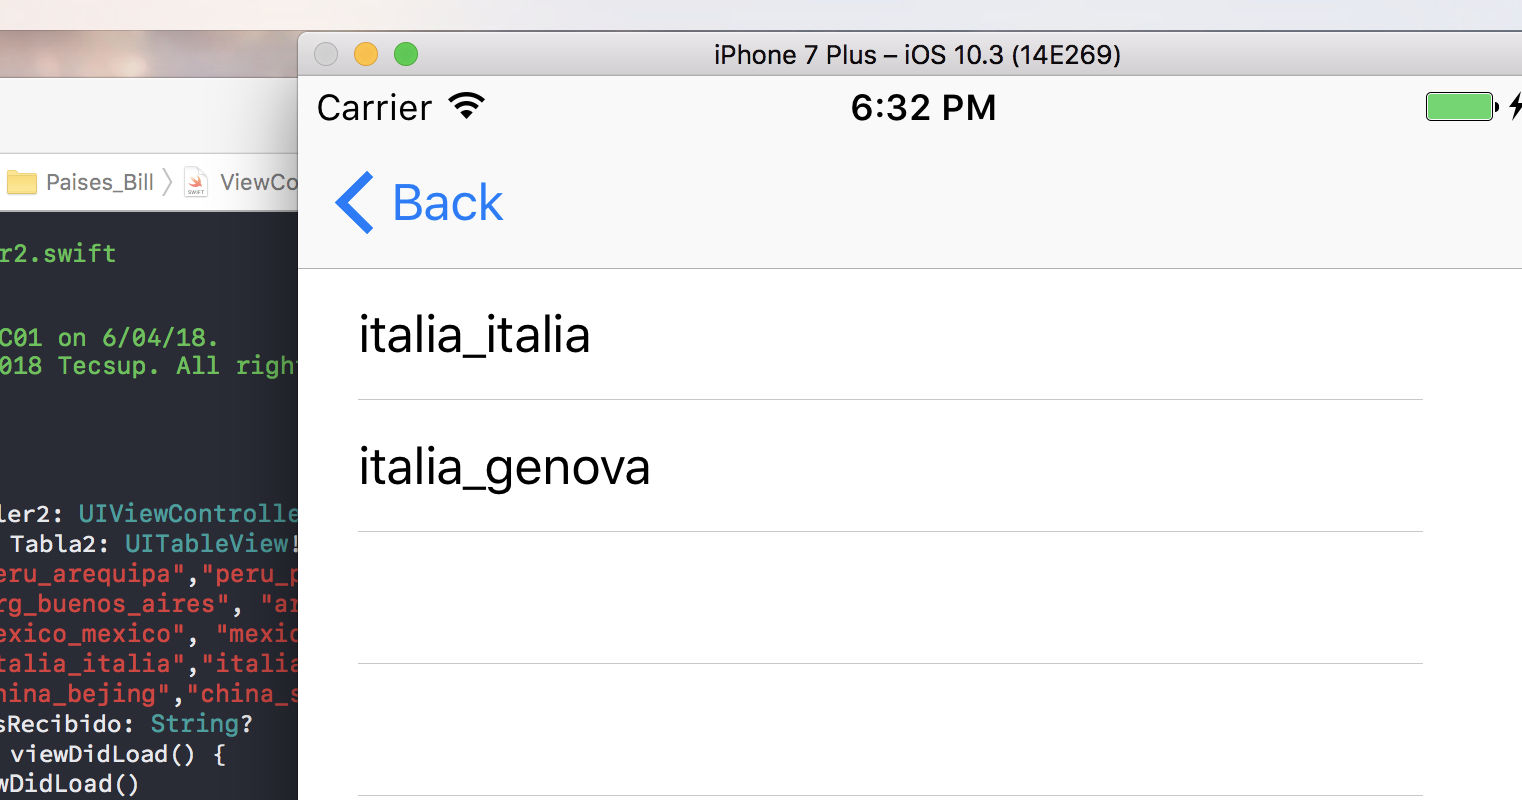 iPhone 7 Plus – iOS 10.3 (14E269)
Carrier 6:32 PM
Paises_Bill ViewCo
Back
r2.swift
italia_italia
C01 on 6/04/18.
018 Tecsup. All righ
italia_genova
ler2: UIViewControlle
Tabla2: UITableView!
eru_arequipa","peru_p
rg_buenos_aires", "ar
exico_mexico", "mexic
talia_italia","italia
hina_bejing","china_s
sRecibido: String?
viewDidLoad() {
wDidLoad()